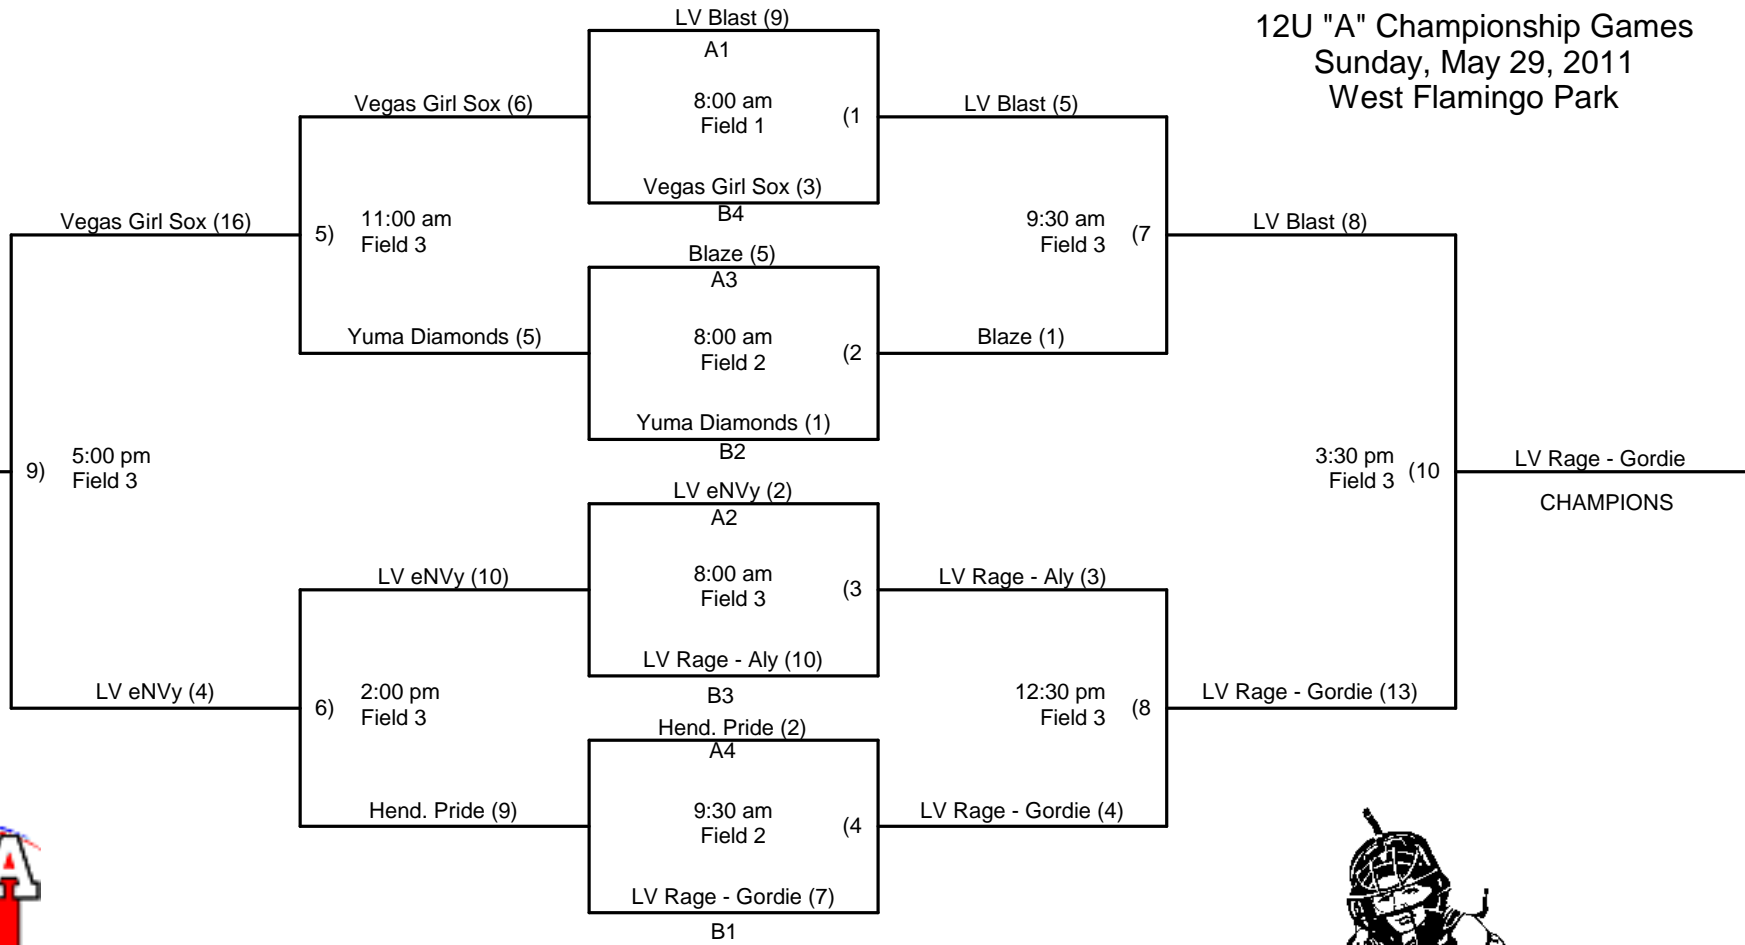 12U "A" Championship Games
Sunday, May 29, 2011
West Flamingo Park
LV Blast (9)
A1
8:00 am
Field 1
(1
Vegas Girl Sox (3)
B4
Blaze (5)
A3
8:00 am
Field 2
(2
Yuma Diamonds (1)
B2
LV eNVy (2)
A2
8:00 am
Field 3
(3
LV Rage - Aly (10)
B3
Hend. Pride (2)
A4
9:30 am
Field 2
(4
LV Rage - Gordie (7)
B1
Vegas Girl Sox (6)
5)
11:00 am
Field 3
Yuma Diamonds (5)
LV eNVy (10)
6)
2:00 pm
Field 3
Hend. Pride (9)
Vegas Girl Sox (16)
9)
5:00 pm
Field 3
LV eNVy (4)
LV Blast (5)
9:30 am
Field 3
(7
Blaze (1)
LV Rage - Aly (3)
12:30 pm
Field 3
(8
LV Rage - Gordie (4)
LV Blast (8)
3:30 pm
Field 3
(10
LV Rage - Gordie (13)
LV Rage - Gordie
CHAMPIONS
A